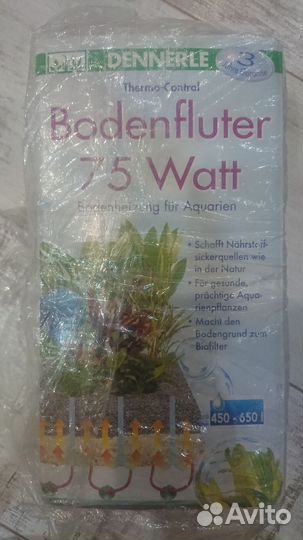 DENNERLE
3
Thermo-Control
Bodenfluter
75 Watt
Bodenheizung für Aquarien
• Schafft Nährstoff-
sickerquellen wie
in der Natur
• Für gesunde,
prächtige Aqua-
rienpflanzen
• Macht den
Bodengrund zum
Biofilter
450 - 650 l
Avito